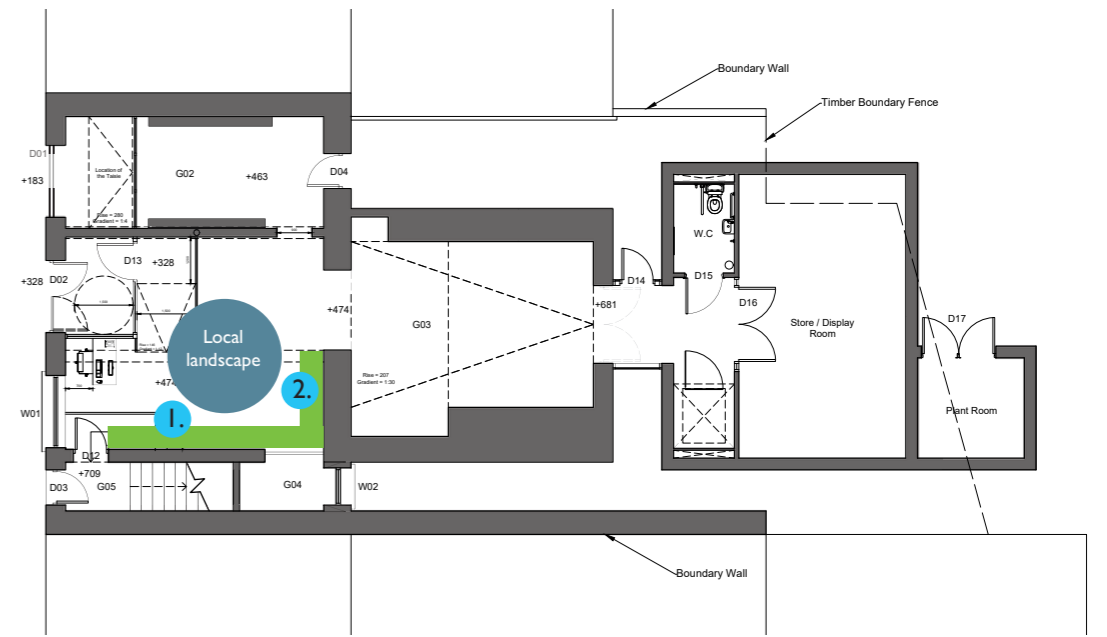 Boundary Wall
Timber Boundary Fence
D01
+183
Location of
the Taisie
G02
+463
D04
Rise = 280
Gradient = 1:4
W.C
D13
+328
+328
D02
D14
D15
D16
+681
+474
G03
Store / Display
Room
D17
Local
landscape
Rise = 207
Gradient = 1:30
+474
2.
1.
W01
Plant Room
D12
+709
D03
G05
G04
W02
Boundary Wall